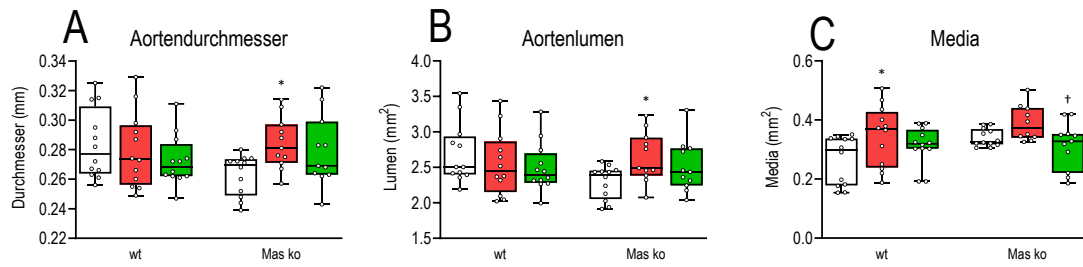 A
Aortendurchmesser
Durchmesser (mm)
0.34
0.32
0.30
0.28
0.26
0.24
0.22
*
wt
Mas ko
B
Aortenlumen
Lumen (mm²)
3.5
3.0
2.5
2.0
1.5
*
wt
Mas ko
C
Media
Media (mm²)
0.6
0.4
0.2
0.0
*
†
wt
Mas ko